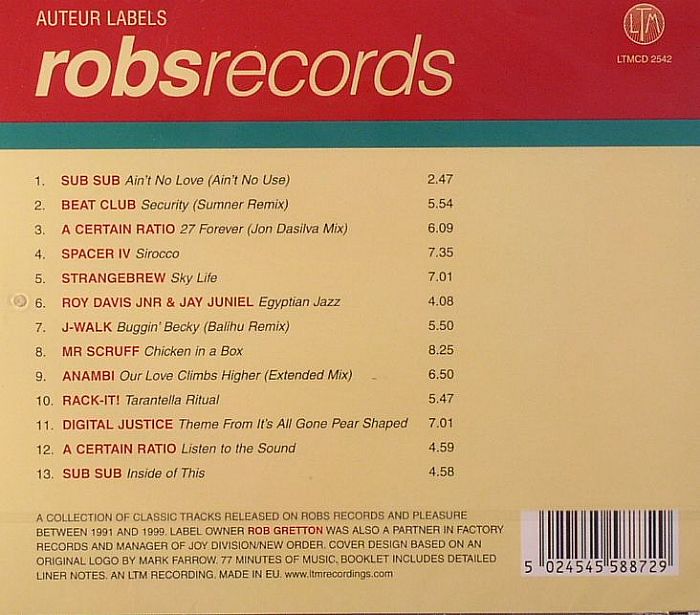 AUTEUR LABELS
robsrecords
LTM
LTMCD 2542
1. SUB SUB Ain't No Love (Ain't No Use) 2.47
2. BEAT CLUB Security (Sumner Remix) 5.54
3. A CERTAIN RATIO 27 Forever (Jon Dasilva Mix) 6.09
4. SPACER IV Sirocco 7.35
5. STRANGEBREW Sky Life 7.01
6. ROY DAVIS JNR & JAY JUNIEL Egyptian Jazz 4.08
7. J-WALK Buggin' Becky (Balihu Remix) 5.50
8. MR SCRUFF Chicken in a Box 8.25
9. ANAMBI Our Love Climbs Higher (Extended Mix) 6.50
10. RACK-IT! Tarantella Ritual 5.47
11. DIGITAL JUSTICE Theme From It's All Gone Pear Shaped 7.01
12. A CERTAIN RATIO Listen to the Sound 4.59
13. SUB SUB Inside of This 4.58
A COLLECTION OF CLASSIC TRACKS RELEASED ON ROBS RECORDS AND PLEASURE
BETWEEN 1991 AND 1999. LABEL OWNER ROB GRETTON WAS ALSO A PARTNER IN FACTORY
RECORDS AND MANAGER OF JOY DIVISION/NEW ORDER. COVER DESIGN BASED ON AN
ORIGINAL LOGO BY MARK FARROW. 77 MINUTES OF MUSIC, BOOKLET INCLUDES DETAILED
LINER NOTES. AN LTM RECORDING. MADE IN EU. www.ltmrecordings.com
5 024545 588729